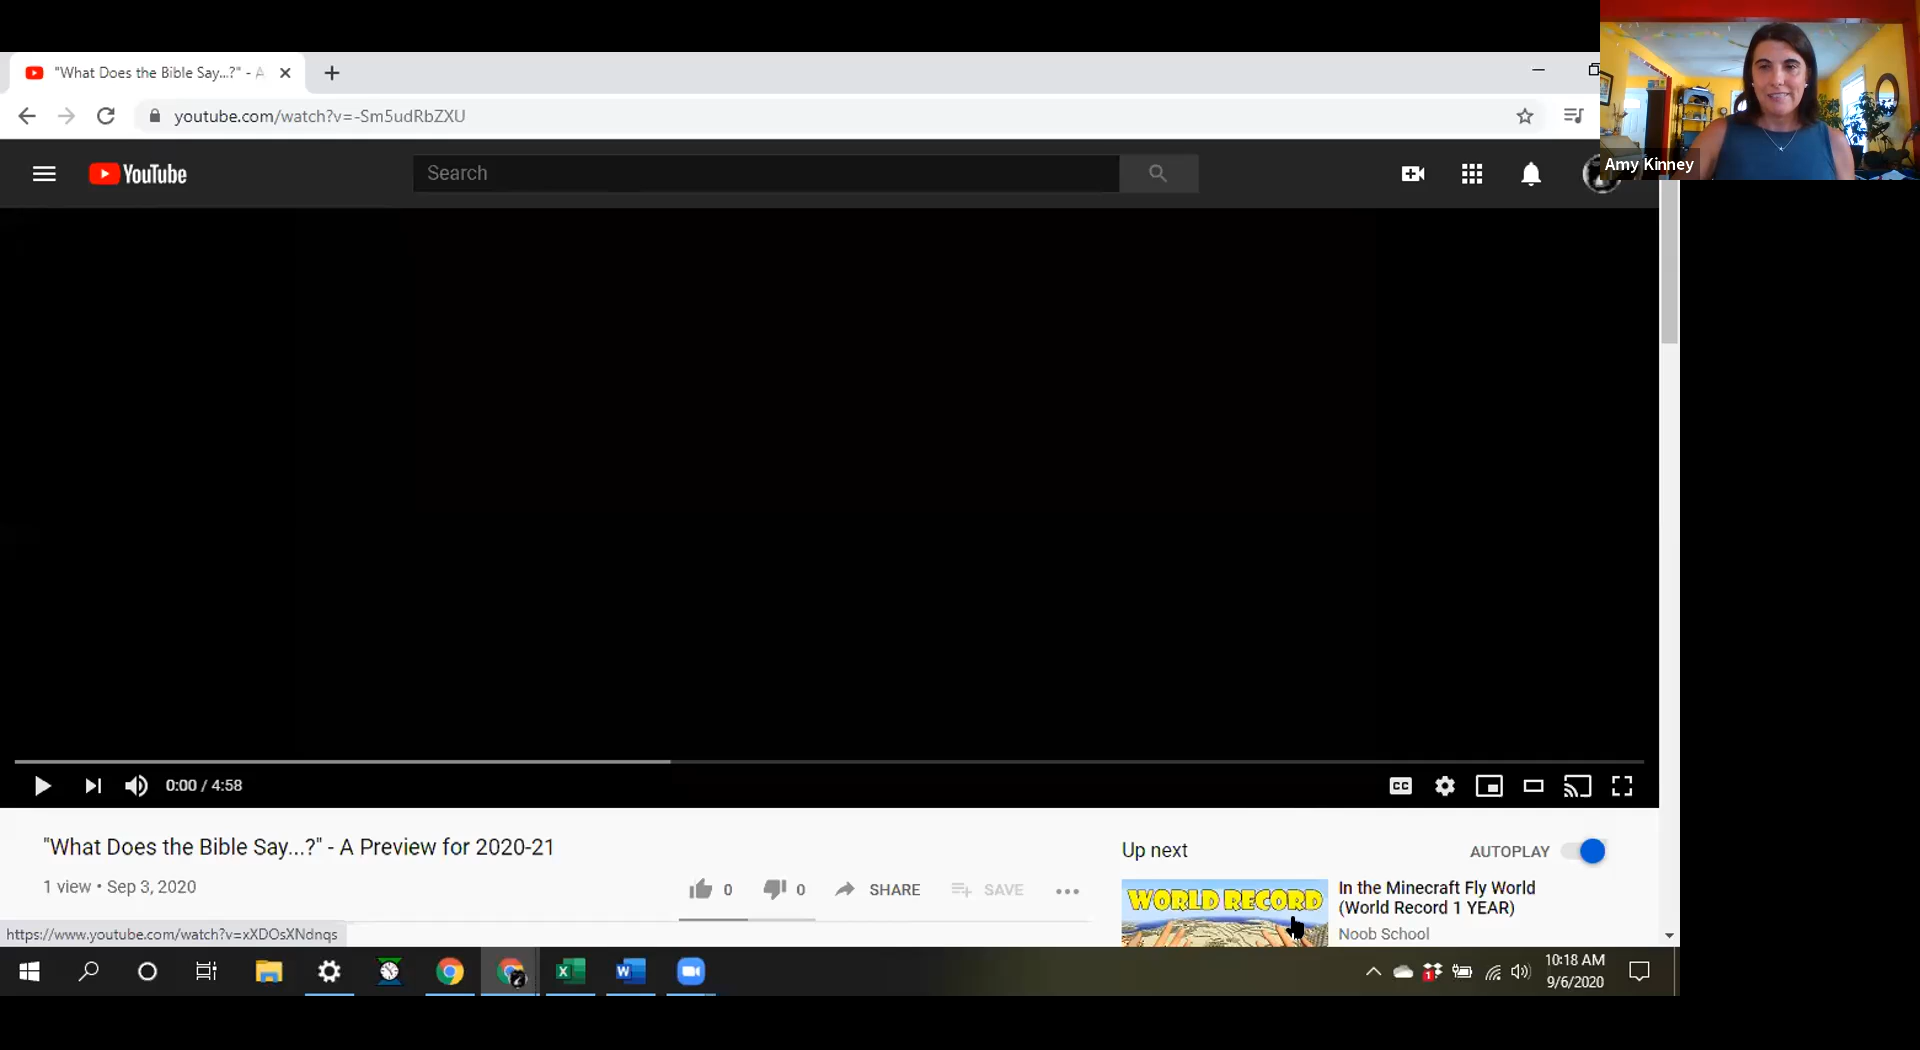 "What Does the Bible Say...?" - A
youtube.com/watch?v=-Sm5udRbZXU
Amy Kinney
YouTube
Search
0:00 / 4:58
CC
"What Does the Bible Say...?" - A Preview for 2020-21
1 view • Sep 3, 2020
0
0
SHARE
SAVE
Up next
AUTOPLAY
WORLD RECORD
In the Minecraft Fly World
(World Record 1 YEAR)
Noob School
https://www.youtube.com/watch?v=xXDOsXNdnqs
1
10:18 AM
9/6/2020